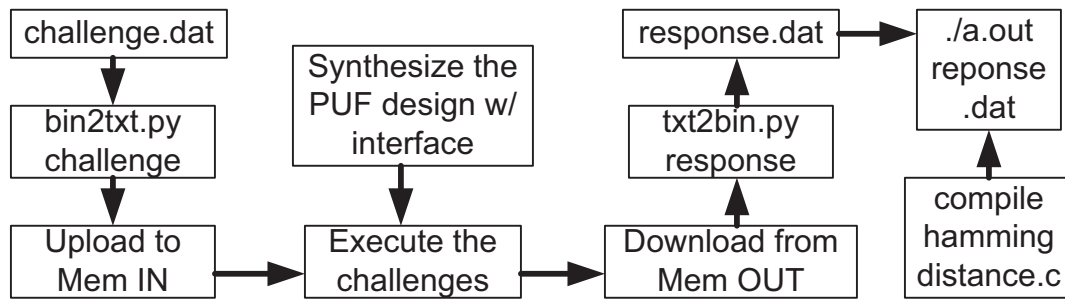 challenge.dat
bin2txt.py
challenge
Upload to
Mem IN
Synthesize the
PUF design w/
interface
Execute the
challenges
response.dat
txt2bin.py
response
Download from
Mem OUT
./a.out
reponse
.dat
compile
hamming
distance.c